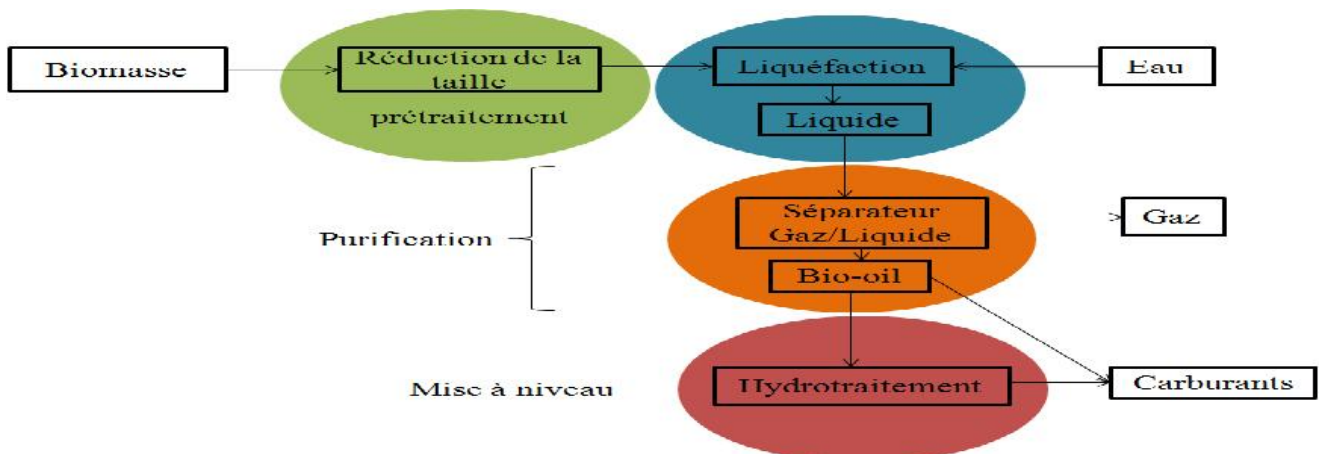 Biomasse
Réduction de la
taille
prétraitement
Liquéfaction
Liquide
Eau
Purification
Séparateur
Gaz/Liquide
Bio-oil
Gaz
Mise à niveau
Hydrotraitement
Carburants